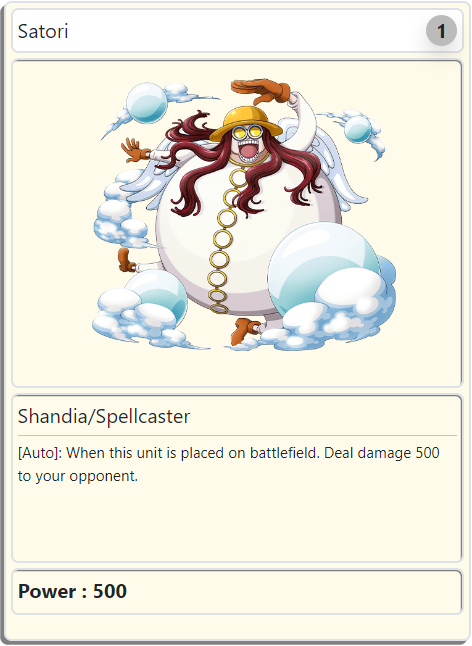 Satori
1
Shandia/Spellcaster
[Auto]: When this unit is placed on battlefield. Deal damage 500
to your opponent.
Power : 500